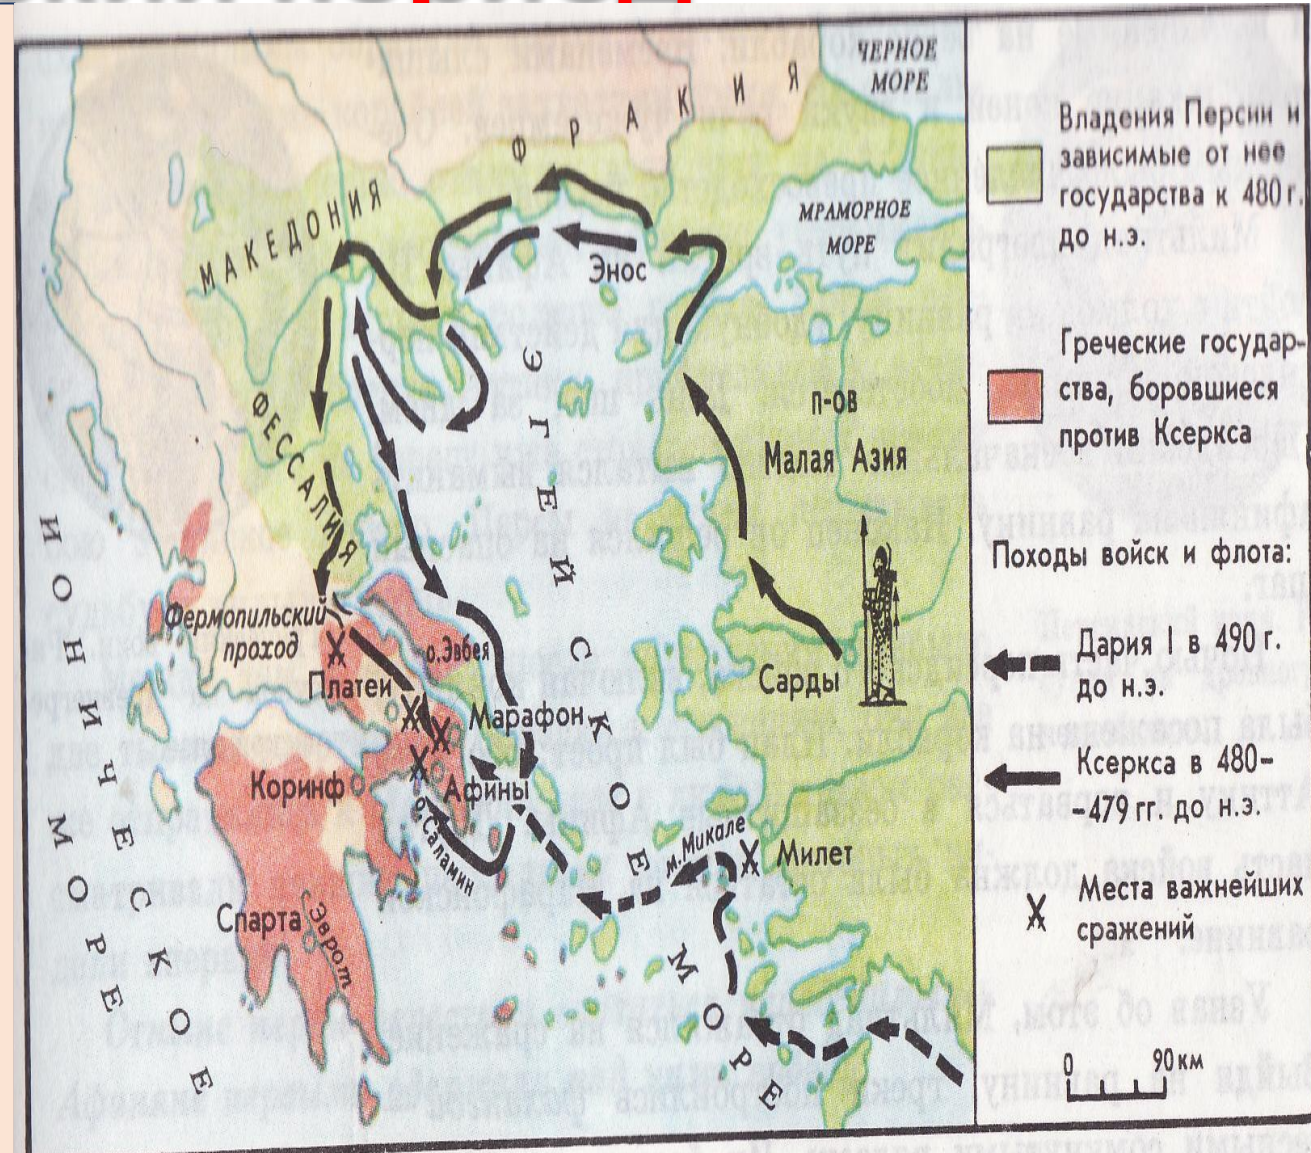 ЧЕРНОЕ
МОРЕ
ФРАКИЯ
МАКЕДОНИЯ
МРАМОРНОЕ
МОРЕ
Энос
ЭГЕЙСКОЕ МОРЕ
п-ов
Малая Азия
ФЕССАЛИЯ
ИОНИЧЕСКОЕ
МОРЕ
Фермопильский
проход
о.Эвбея
Платеи
Сарды
Марафон
Коринф
Афины
о.Саламин
м.Микале
Милет
Спарта
Эврот
Владения Персии и
зависимые от нее
государства к 480 г.
до н.э.
Греческие государ-
ства, боровшиеся
против Ксеркса
Походы войск и флота:
Дария I в 490 г.
до н.э.
Ксеркса в 480–
-479 гг. до н.э.
Места важнейших
сражений
0 90 км